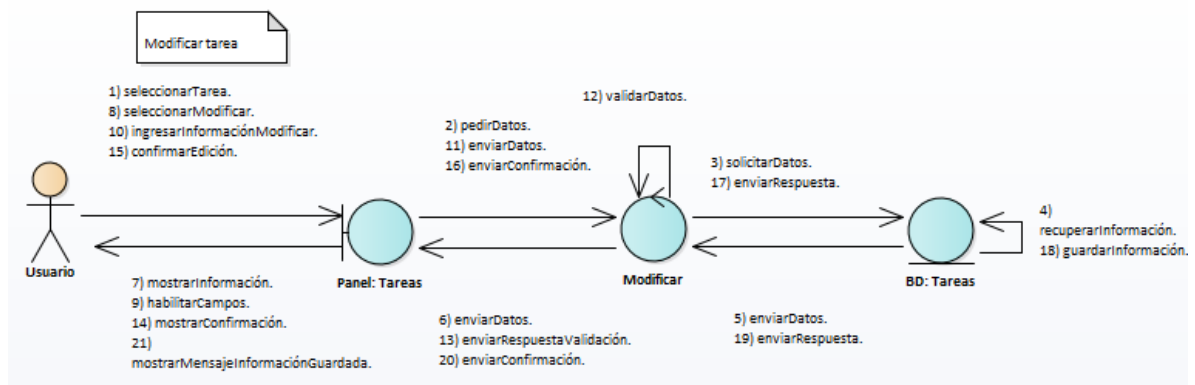 Modificar tarea
1) seleccionarTarea.
8) seleccionarModificar.
10) ingresarInformaciónModificar.
15) confirmarEdición.
12) validarDatos.
2) pedirDatos.
11) enviarDatos.
16) enviarConfirmación.
3) solicitarDatos.
17) enviarRespuesta.
4)
recuperarInformación.
18) guardarInformación.
Usuario
Panel: Tareas
Modificar
BD: Tareas
7) mostrarInformación.
9) habilitarCampos.
14) mostrarConfirmación.
21)
mostrarMensajeInformaciónGuardada.
6) enviarDatos.
13) enviarRespuestaValidación.
20) enviarConfirmación.
5) enviarDatos.
19) enviarRespuesta.